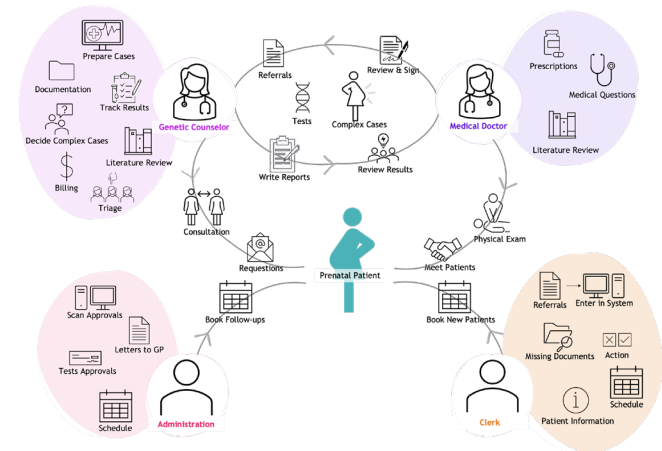 Prepare Cases
Documentation
Track Results
Decide Complex Cases
Literature Review
Billing
Triage
Genetic Counselor
Referrals
Review & Sign
Tests
Complex Cases
Write Reports
Review Results
Medical Doctor
Prescriptions
Medical Questions
Literature Review
Consultation
Requestions
Physical Exam
Meet Patients
Prenatal Patient
Book Follow-ups
Book New Patients
Scan Approvals
Letters to GP
Tests Approvals
Schedule
Administration
Referrals
Enter in System
Missing Documents
Action
Schedule
Patient Information
Clerk